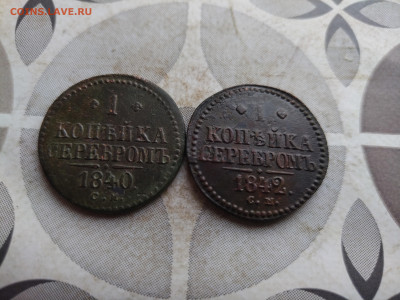 COINS.LAVE.RU
1
КОПѢЙКА
СЕРЕБРОМЪ
1840.
С.М.
1
КОПѢЙКА
СЕРЕБРОМЪ
1842.
С.М.